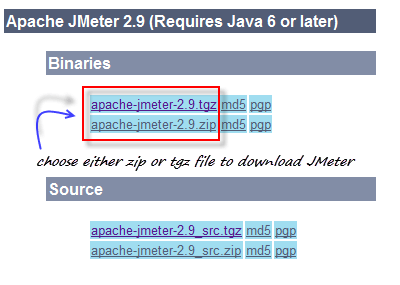 Apache JMeter 2.9 (Requires Java 6 or later)
Binaries
apache-jmeter-2.9.tgz md5 pgp
apache-jmeter-2.9.zip md5 pgp
choose either zip or tgz file to download JMeter
Source
apache-jmeter-2.9_src.tgz md5 pgp
apache-jmeter-2.9_src.zip md5 pgp